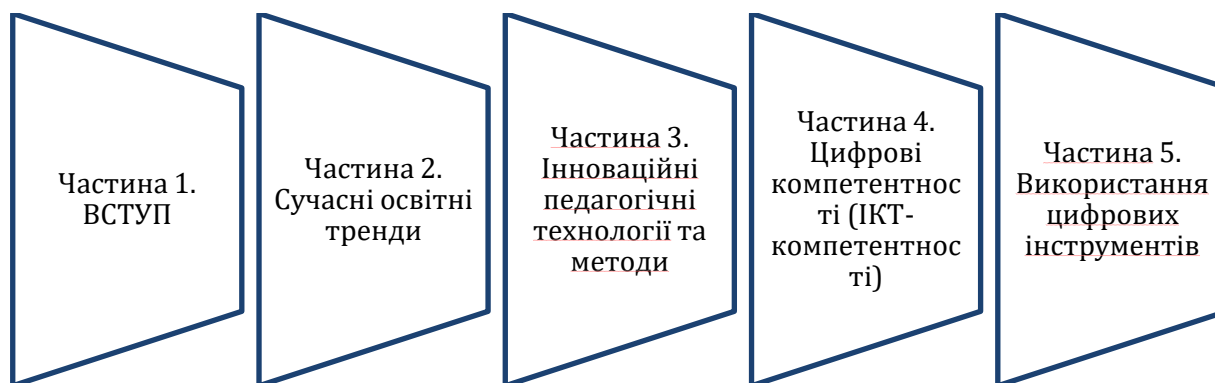 Частина 1.
ВСТУП
Частина 2.
Сучасні освітні
тренди
Частина 3.
Інноваційні
педагогічні
технології та
методи
Частина 4.
Цифрові
компетентнос
ті (ІКТ-
компетентнос
ті)
Частина 5.
Використання
цифрових
інструментів